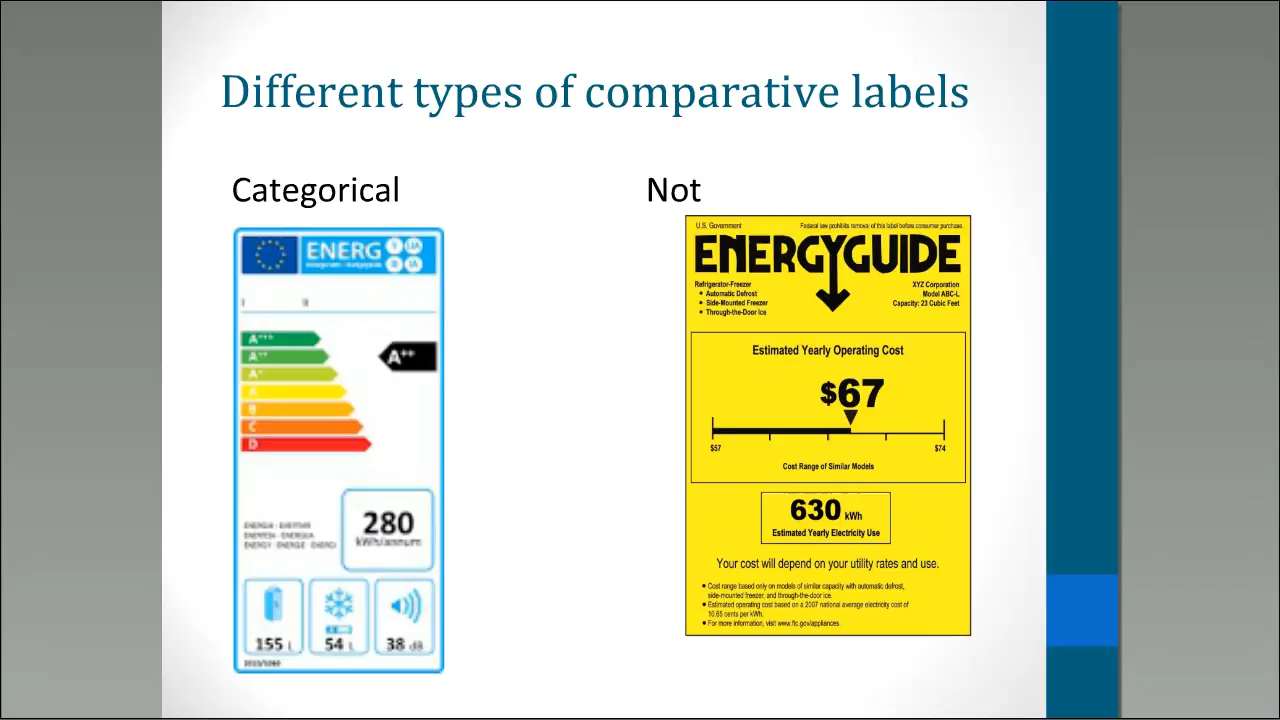 Different types of comparative labels
Categorical
Not
ENERG
A+++
A++
A+
A
B
C
D
A++
280
kWh/annum
155 L
54 L
38 dB
U.S. Government
Federal law prohibits removal of this label before consumer purchase.
ENERGYGUIDE
Refrigerator-Freezer
• Automatic Defrost
• Side-Mounted Freezer
• Through-the-Door Ice
XYZ Corporation
Model ABC-L
Capacity: 23 Cubic Feet
Estimated Yearly Operating Cost
$67
$57
$74
Cost Range of Similar Models
630 kWh
Estimated Yearly Electricity Use
Your cost will depend on your utility rates and use.
• Cost range based only on models of similar capacity with automatic defrost,
side-mounted freezer, and through-the-door ice.
• Estimated operating cost based on a 2007 national average electricity cost of
10.65 cents per kWh.
• For more information, visit www.ftc.gov/appliances.